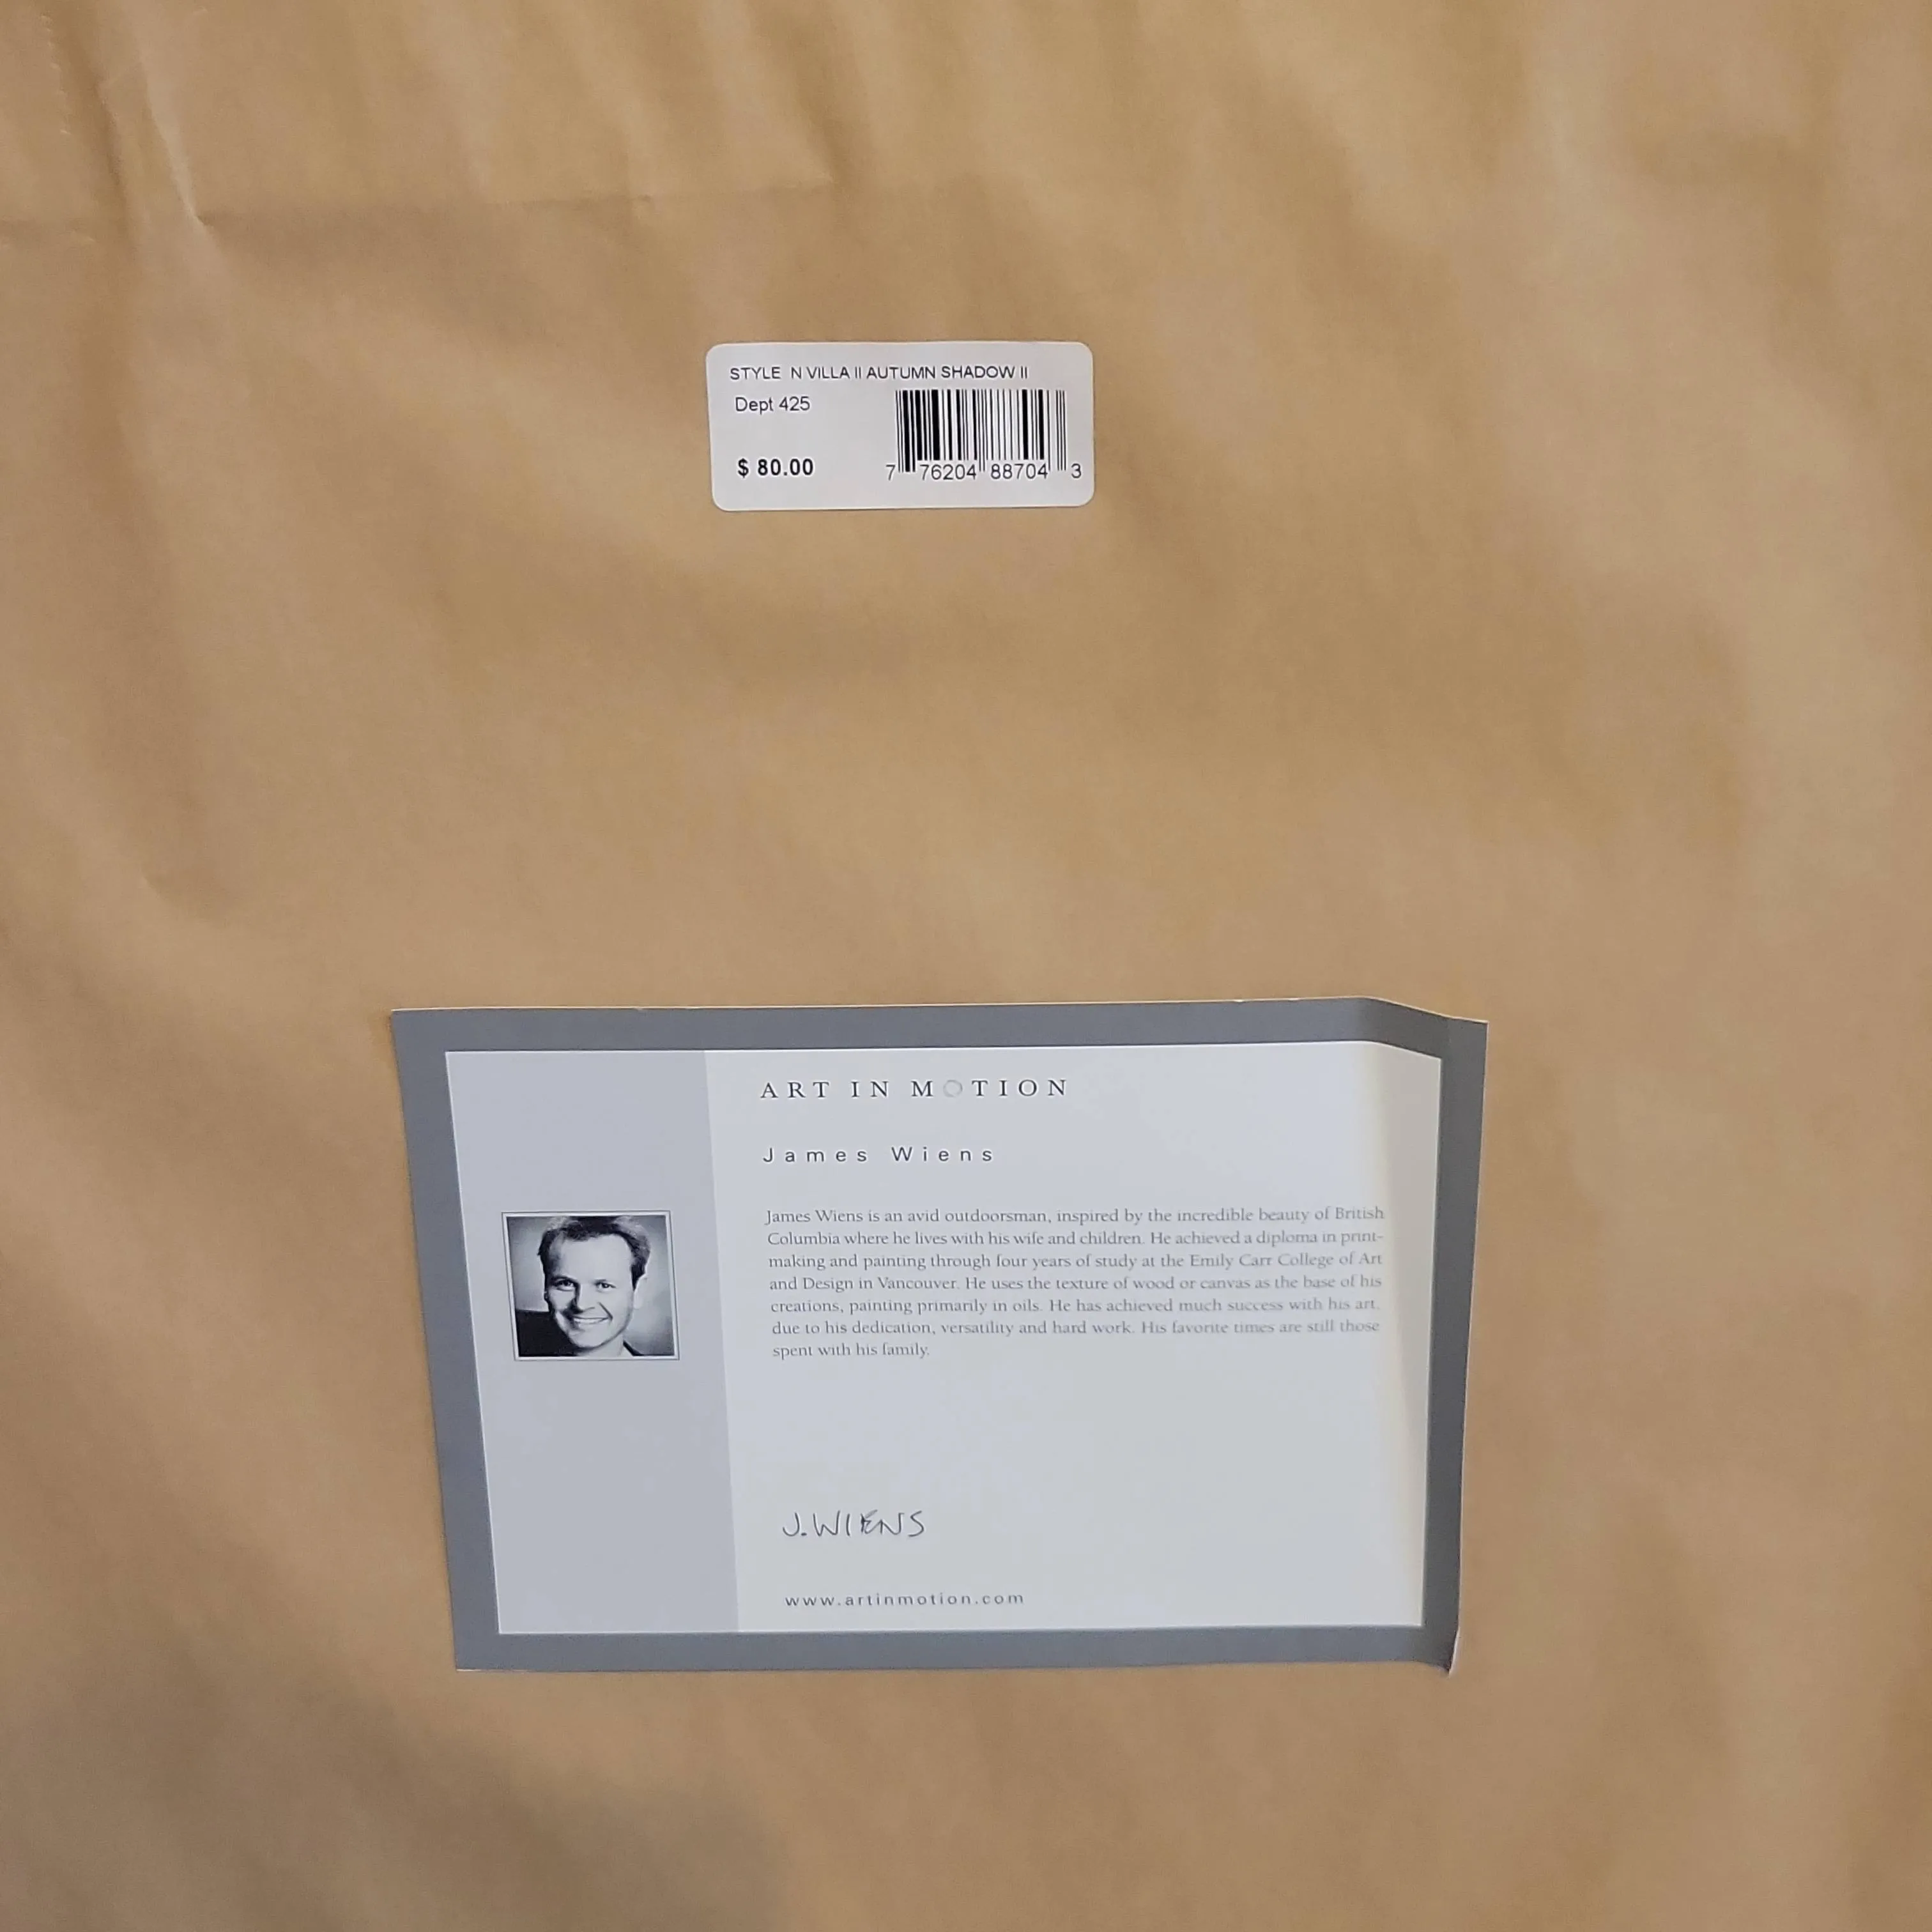 STYLE N VILLA II AUTUMN SHADOW II
Dept 425
$ 80.00
7 76204 88704 3
ART IN MOTION
James Wiens
James Wiens is an avid outdoorsman, inspired by the incredible beauty of British
Columbia where he lives with his wife and children. He achieved a diploma in print-
making and painting through four years of study at the Emily Carr College of Art
and Design in Vancouver. He uses the texture of wood or canvas as the base of his
creations, painting primarily in oils. He has achieved much success with his art,
due to his dedication, versatility and hard work. His favorite times are still those
spent with his family.
J. WIENS
www.artinmotion.com